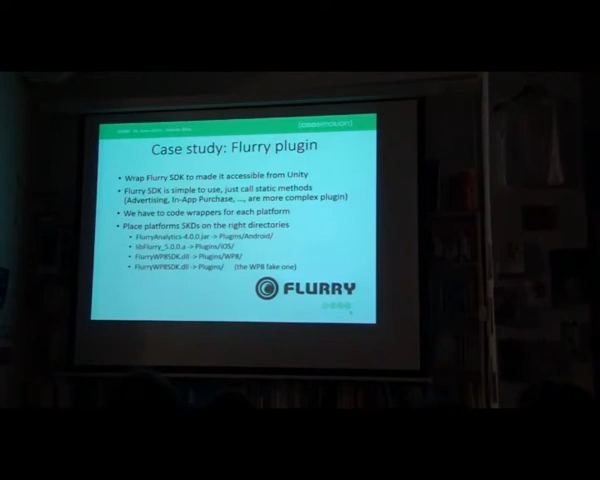 Case study: Flurry plugin
• Wrap Flurry SDK to made it accessible from Unity
• Flurry SDK is simple to use, just call static methods
(Advertising, In-App Purchase, ..., are more complex plugin)
• We have to code wrappers for each platform
• Place platforms SKDs on the right directories
• FlurryAnalytics-4.0.0.jar -> Plugins/Android/
• libFlurry_5.0.0.a -> Plugins/iOS/
• FlurryWP8SDK.dll -> Plugins/WP8/
• FlurryWP8SDK.dll -> Plugins/ (the WP8 fake one)
FLURRY